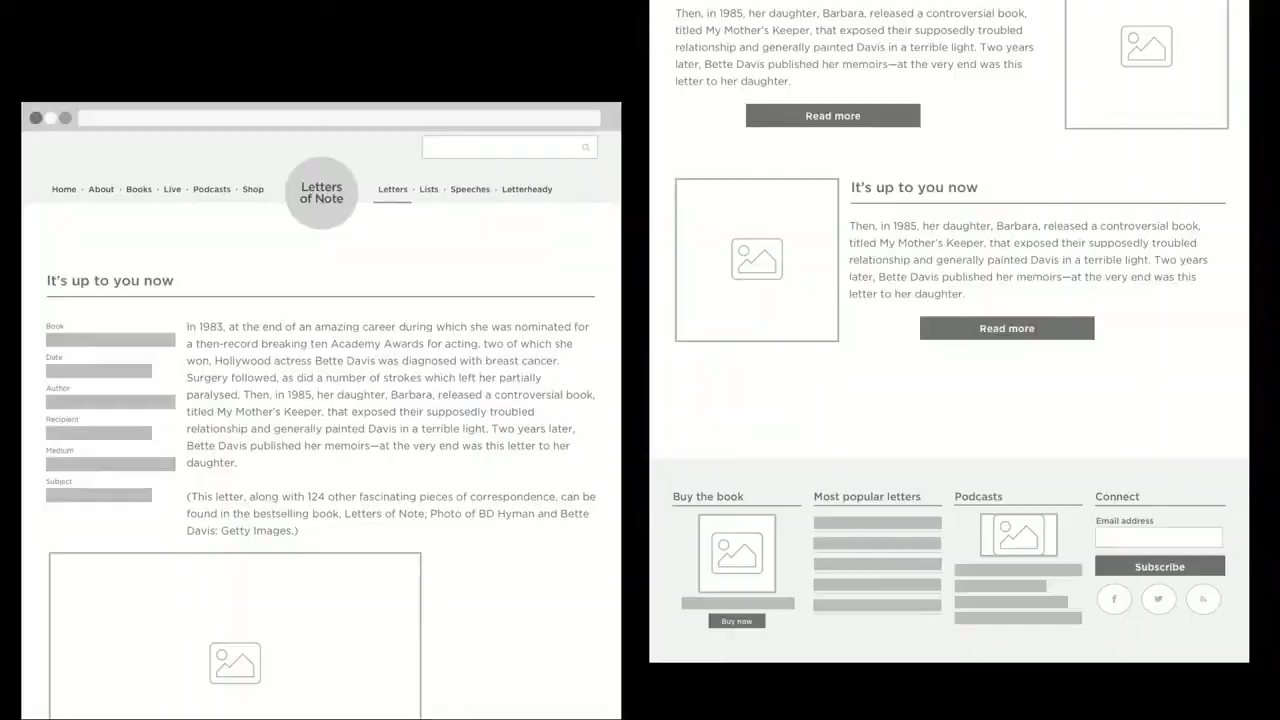 Home · About · Books · Live · Podcasts · Shop
Letters
of Note
Letters · Lists · Speeches · Letterheady
It's up to you now
Book
Date
Author
Recipient
Medium
Subject
In 1983, at the end of an amazing career during which she was nominated for
a then-record breaking ten Academy Awards for acting, two of which she
won, Hollywood actress Bette Davis was diagnosed with breast cancer.
Surgery followed, as did a number of strokes which left her partially
paralysed. Then, in 1985, her daughter, Barbara, released a controversial book,
titled My Mother's Keeper, that exposed their supposedly troubled
relationship and generally painted Davis in a terrible light. Two years later,
Bette Davis published her memoirs—at the very end was this letter to her
daughter.
(This letter, along with 124 other fascinating pieces of correspondence, can be
found in the bestselling book, Letters of Note; Photo of BD Hyman and Bette
Davis: Getty Images.)
Then, in 1985, her daughter, Barbara, released a controversial book,
titled My Mother's Keeper, that exposed their supposedly troubled
relationship and generally painted Davis in a terrible light. Two years
later, Bette Davis published her memoirs—at the very end was this
letter to her daughter.
Read more
It's up to you now
Then, in 1985, her daughter, Barbara, released a controversial book,
titled My Mother's Keeper, that exposed their supposedly troubled
relationship and generally painted Davis in a terrible light. Two years
later, Bette Davis published her memoirs—at the very end was this
letter to her daughter.
Read more
Buy the book
Buy now
Most popular letters
Podcasts
Connect
Email address
Subscribe